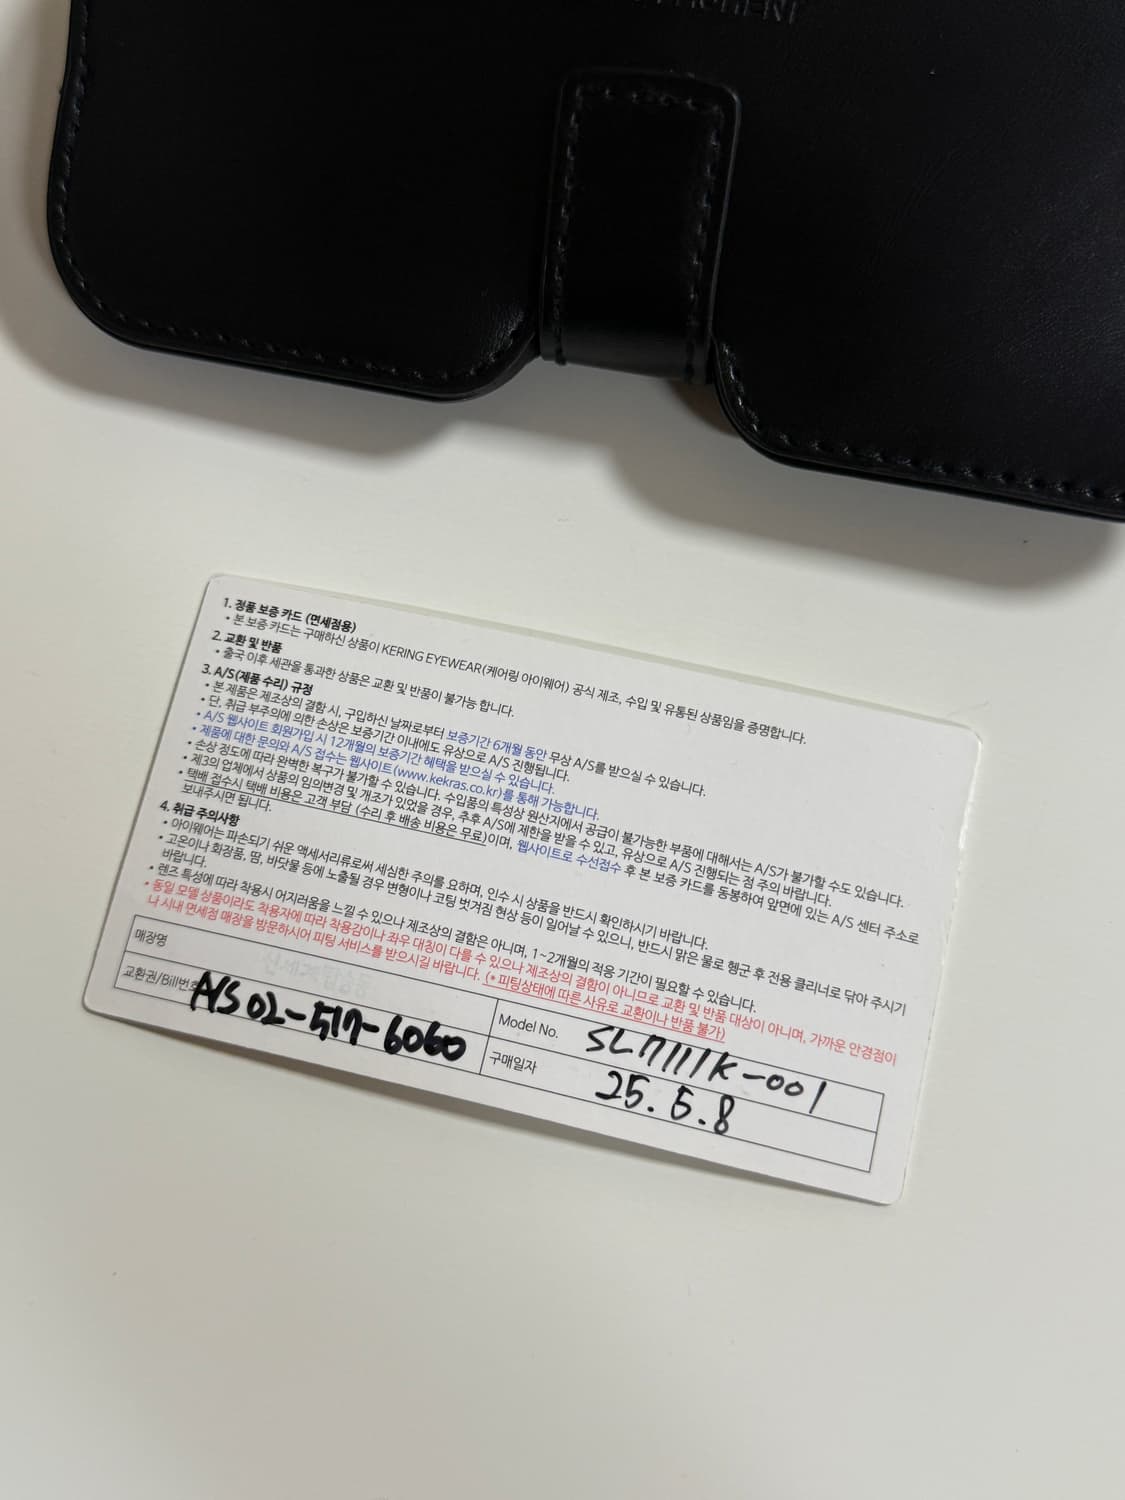 1. 정품 보증 카드 (면세점용)
• 본 보증 카드는 구매하신 상품이 KERING EYEWEAR(케어링 아이웨어) 공식 제조, 수입 및 유통된 상품임을 증명합니다.
2. 교환 및 반품
• 출국 이후 세관을 통과한 상품은 교환 및 반품이 불가능 합니다.
3. A/S(제품 수리) 규정
• 본 제품은 제조상의 결함 시, 구입하신 날짜로부터 보증기간 6개월 동안 무상 A/S를 받으실 수 있습니다.
• 단, 취급 부주의에 의한 손상은 보증기간 이내에도 유상으로 A/S 진행됩니다.
• A/S 웹사이트 회원가입 시 12개월의 보증기간 혜택을 받으실 수 있습니다.
• 제품에 대한 문의와 A/S 접수는 웹사이트(www.kekras.co.kr)를 통해 가능합니다.
• 손상 정도에 따라 완벽한 복구가 불가할 수 있습니다. 수입품의 특성상 원산지에서 공급이 불가능한 부품에 대해서는 A/S가 불가할 수도 있습니다.
• 제3의 업체에서 상품의 임의변경 및 개조가 있었을 경우, 추후 A/S에 제한을 받을 수 있고, 유상으로 A/S 진행되는 점 주의 바랍니다.
• 택배 접수시 택배 비용은 고객 부담 (수리 후 배송 비용은 무료)이며, 웹사이트로 수선접수 후 본 보증 카드를 동봉하여 앞면에 있는 A/S 센터 주소로
보내주시면 됩니다.
4. 취급 주의사항
• 아이웨어는 파손되기 쉬운 액세서리류로써 세심한 주의를 요하며, 인수 시 상품을 반드시 확인하시기 바랍니다.
• 고온이나 화장품, 땀, 바닷물 등에 노출될 경우 변형이나 코팅 벗겨짐 현상 등이 일어날 수 있으니, 반드시 맑은 물로 헹군 후 전용 클리너로 닦아 주시기
바랍니다.
• 렌즈 특성에 따라 착용시 어지러움을 느낄 수 있으나 제조상의 결함은 아니며, 1~2개월의 적응 기간이 필요할 수 있습니다.
• 동일 모델 상품이라도 착용자에 따라 착용감이나 좌우 대칭이 다를 수 있으나 제조상의 결함이 아니므로 교환 및 반품 대상이 아니며, 가까운 안경점이
나 시내 면세점 매장을 방문하시어 피팅 서비스를 받으시길 바랍니다. (* 피팅상태에 따른 사유로 교환이나 반품 불가)
매장명
Model No. SL M111K-001
교환권/Bill번호 A/S 02-517-6060
구매일자 25.5.8